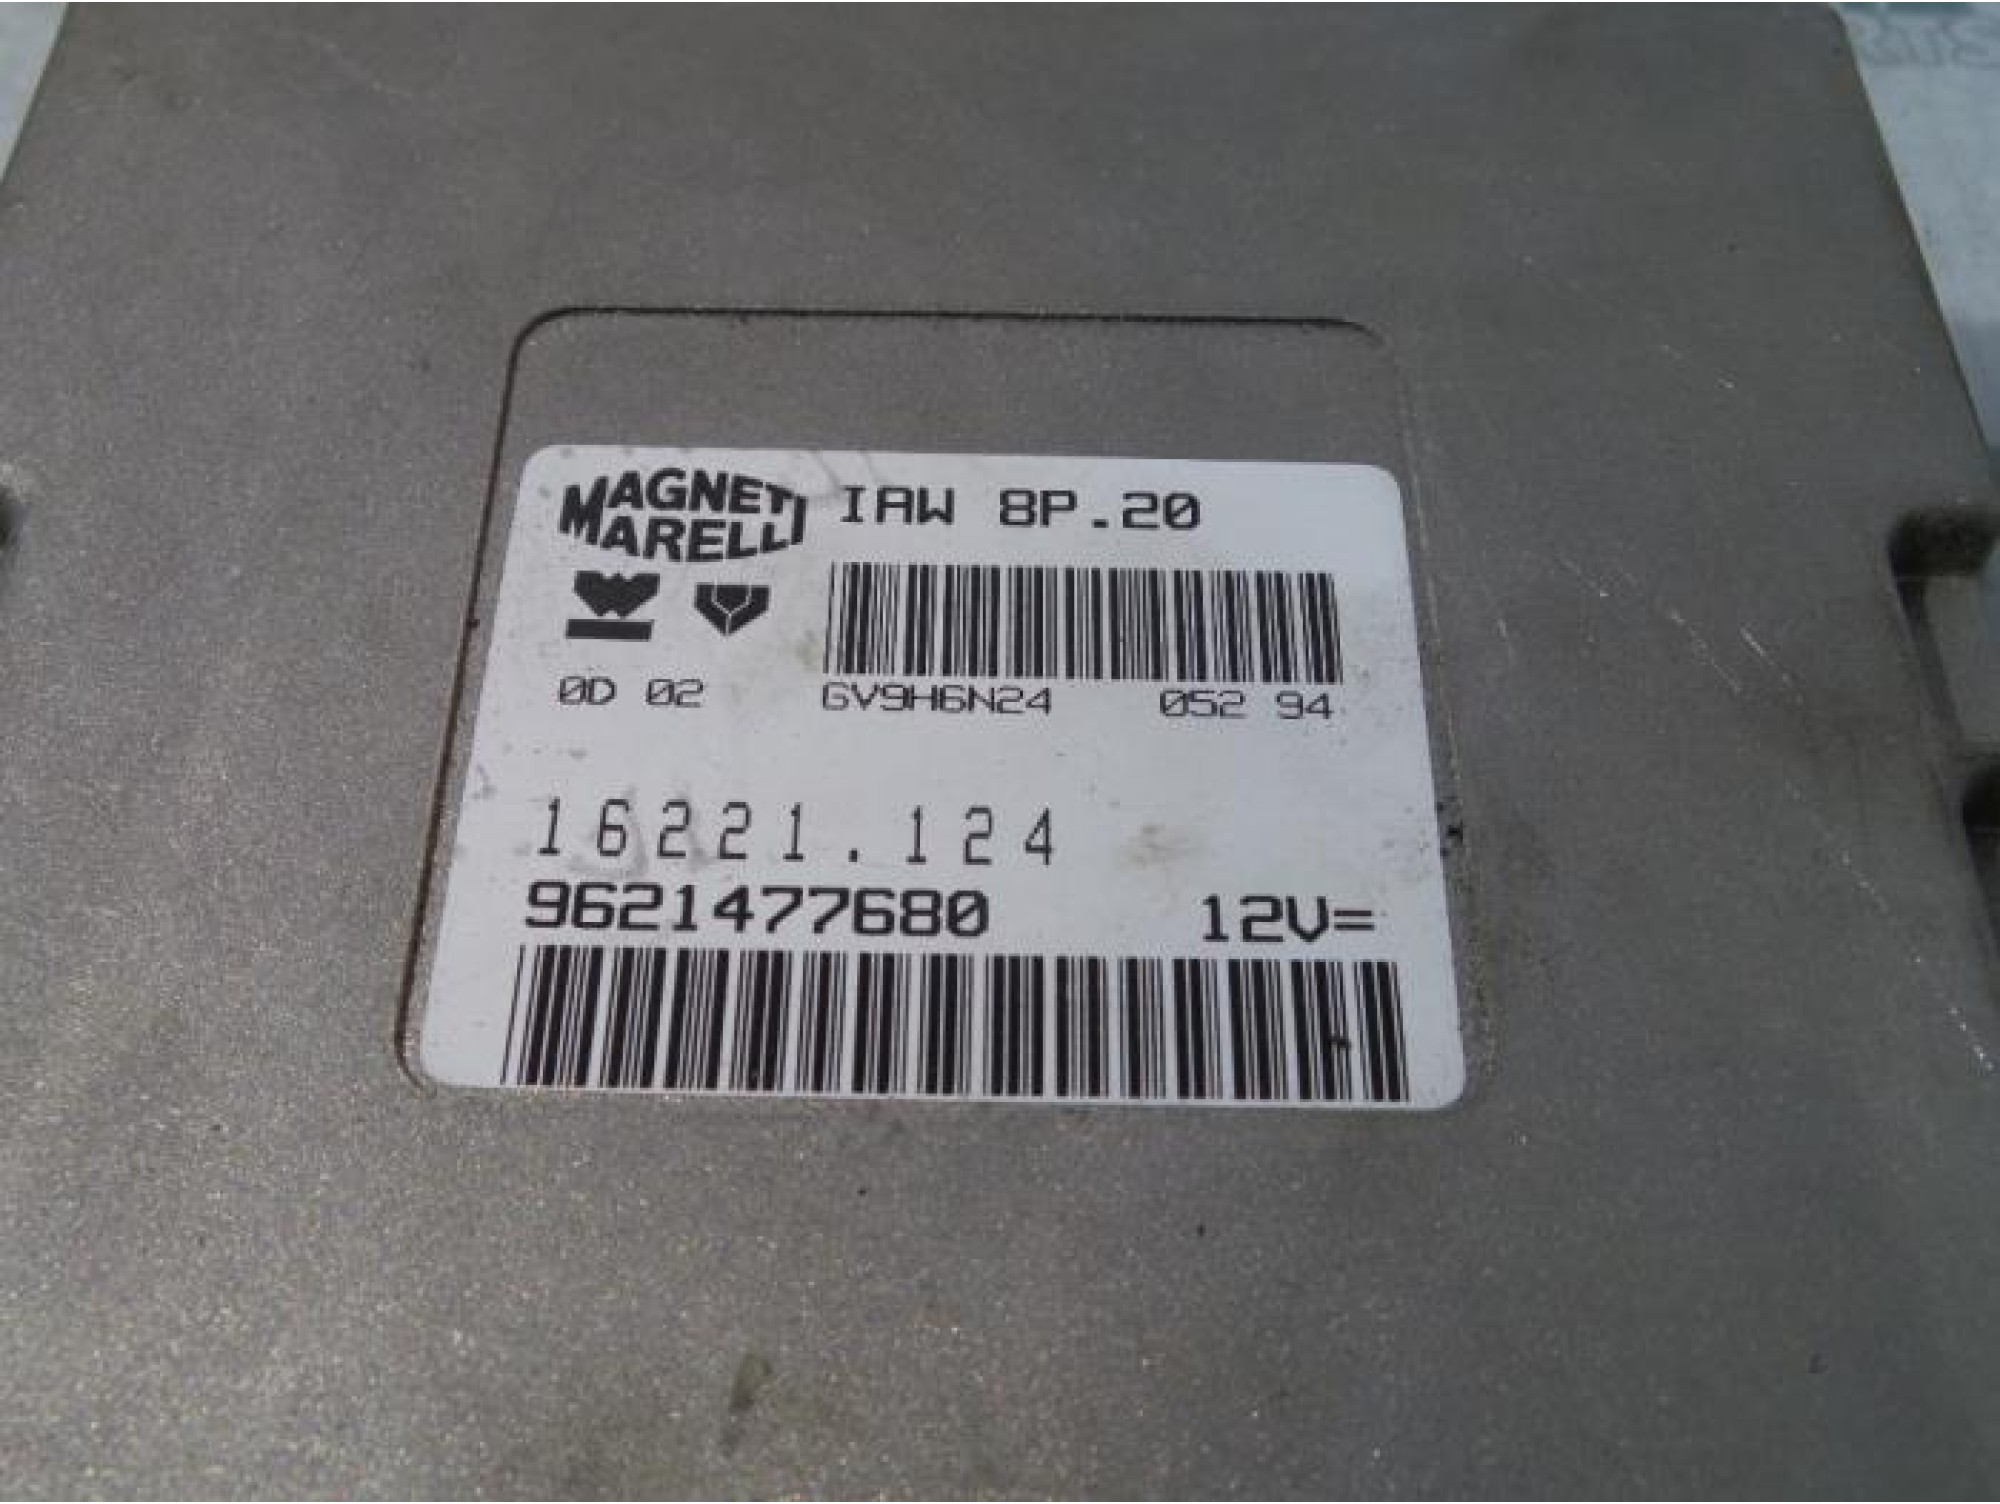 MAGNETI
MARELLI
IAW 8P.20
0D 02
GV9H6N24 052 94
16221.124
9621477680 12V=